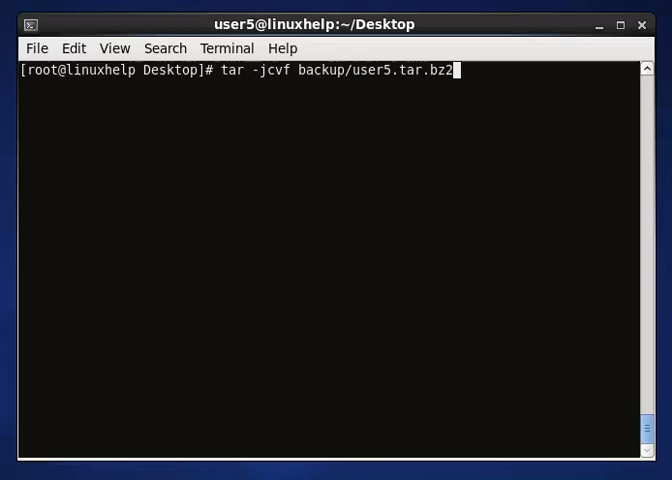 user5@linuxhelp:~/Desktop
File Edit View Search Terminal Help
[root@linuxhelp Desktop]# tar -jcvf backup/user5.tar.bz2